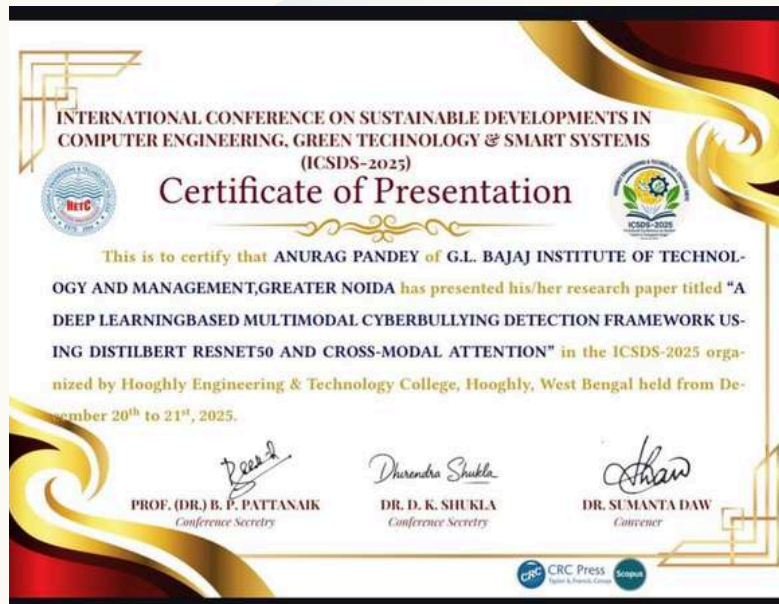 INTERNATIONAL CONFERENCE ON SUSTAINABLE DEVELOPMENTS IN
COMPUTER ENGINEERING, GREEN TECHNOLOGY & SMART SYSTEMS
(ICSDS-2025)
Certificate of Presentation
HETC
ICSDS-2025
This is to certify that ANURAG PANDEY of G.L. BAJAJ INSTITUTE OF TECHNOL-
OGY AND MANAGEMENT,GREATER NOIDA has presented his/her research paper titled “A
DEEP LEARNINGBASED MULTIMODAL CYBERBULLYING DETECTION FRAMEWORK US-
ING DISTILBERT RESNET50 AND CROSS-MODAL ATTENTION” in the ICSDS-2025 orga-
nized by Hooghly Engineering & Technology College, Hooghly, West Bengal held from De-
cember 20th to 21st, 2025.
Dhurendra Shukla
PROF. (DR.) B. P. PATTANAIK
Conference Secretry
DR. D. K. SHUKLA
Conference Secretry
DR. SUMANTA DAW
Convener
CRC
CRC Press
Taylor & Francis Group
Scopus